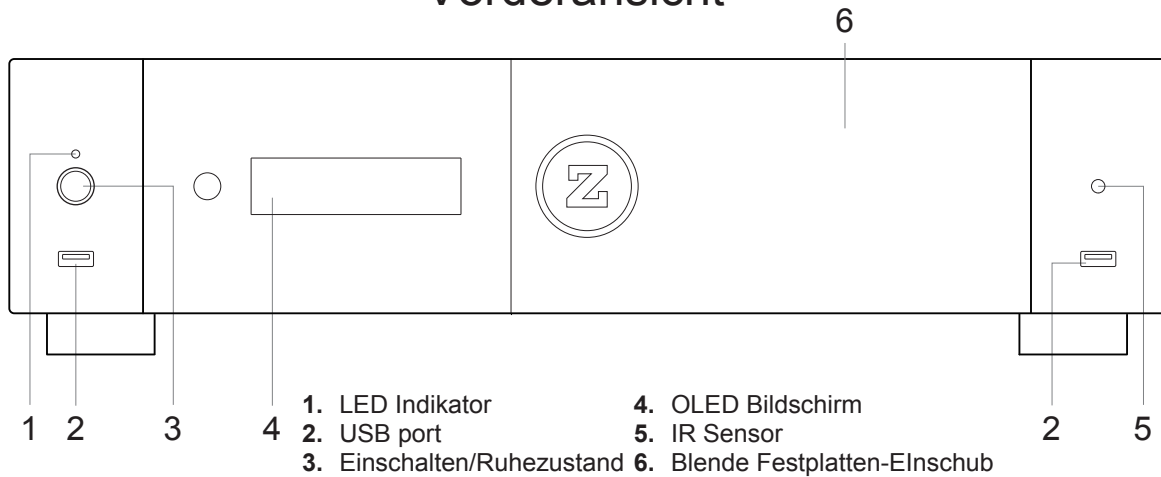 Vorderansicht
6
Z
1 2 3 4 2 5
1. LED Indikator
2. USB port
3. Einschalten/Ruhezustand
4. OLED Bildschirm
5. IR Sensor
6. Blende Festplatten-EInschub